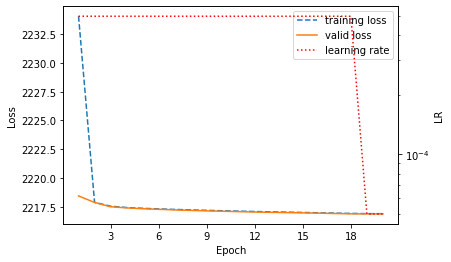 2232.5
2230.0
2227.5
2225.0
2222.5
2220.0
2217.5
Loss
training loss
valid loss
learning rate
10⁻⁴
LR
3 6 9 12 15 18
Epoch